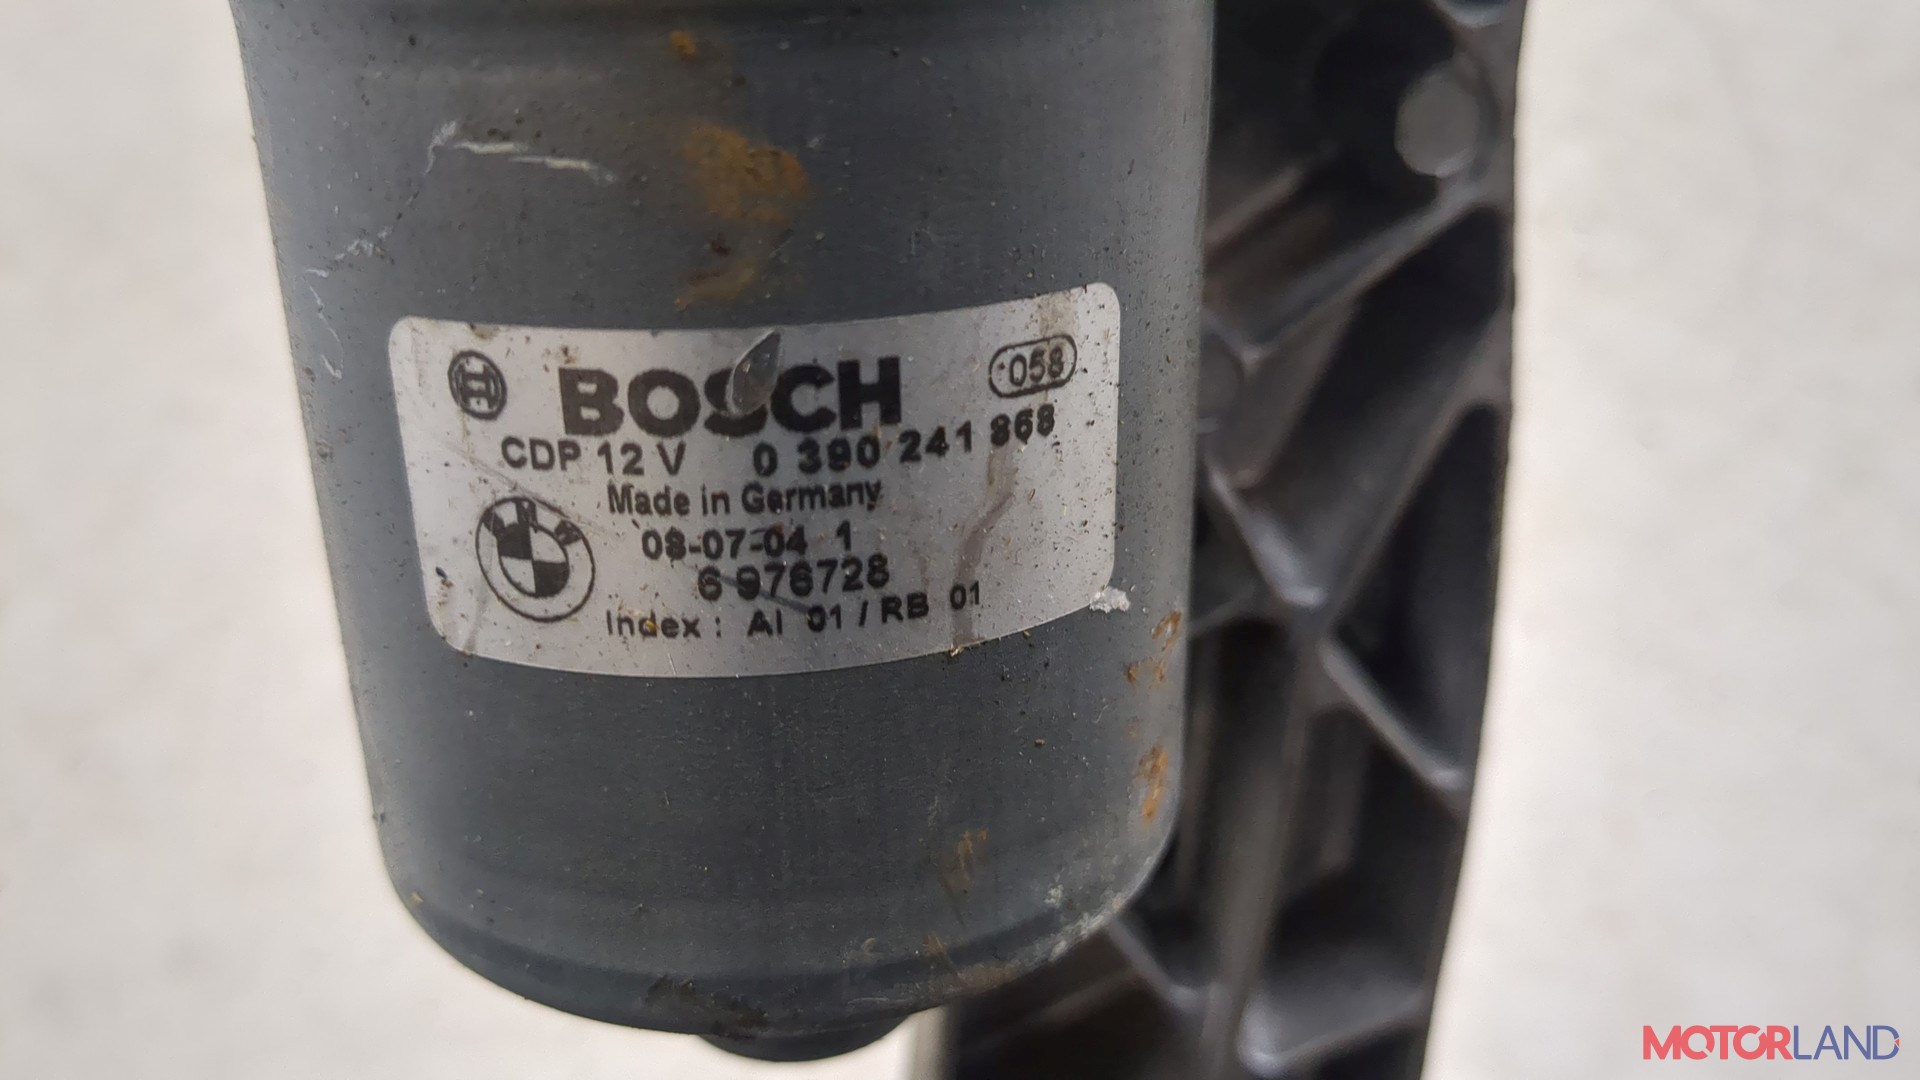 BOSCH
058
CDP 12 V 0 390 241 868
Made in Germany
08-07-04 1
BMW
6 976728
Index : AI 01 / RB 01
MOTORLAND